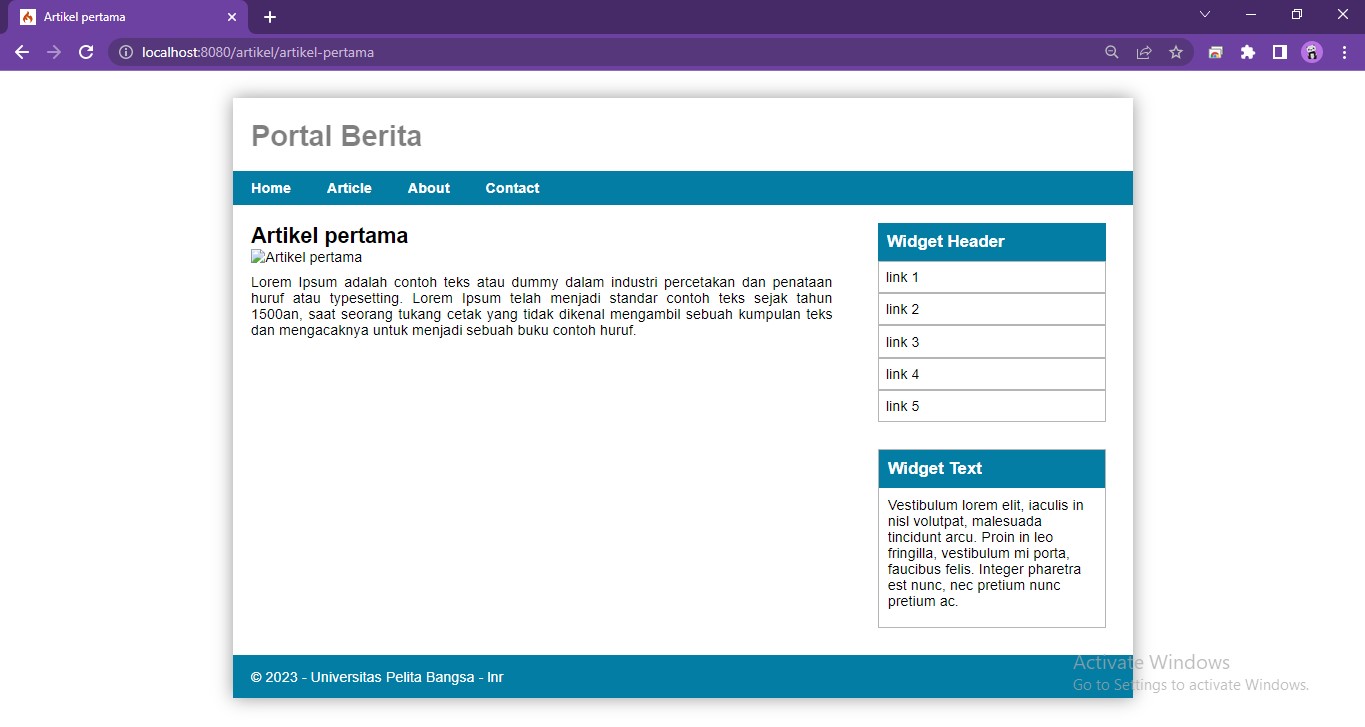 Artikel pertama
localhost:8080/artikel/artikel-pertama
Portal Berita
Home Article About Contact
Artikel pertama
Artikel pertama
Lorem Ipsum adalah contoh teks atau dummy dalam industri percetakan dan penataan
huruf atau typesetting. Lorem Ipsum telah menjadi standar contoh teks sejak tahun
1500an, saat seorang tukang cetak yang tidak dikenal mengambil sebuah kumpulan teks
dan mengacaknya untuk menjadi sebuah buku contoh huruf.
Widget Header
link 1
link 2
link 3
link 4
link 5
Widget Text
Vestibulum lorem elit, iaculis in
nisl volutpat, malesuada
tincidunt arcu. Proin in leo
fringilla, vestibulum mi porta,
faucibus felis. Integer pharetra
est nunc, nec pretium nunc
pretium ac.
© 2023 - Universitas Pelita Bangsa - Inr
Activate Windows
Go to Settings to activate Windows.